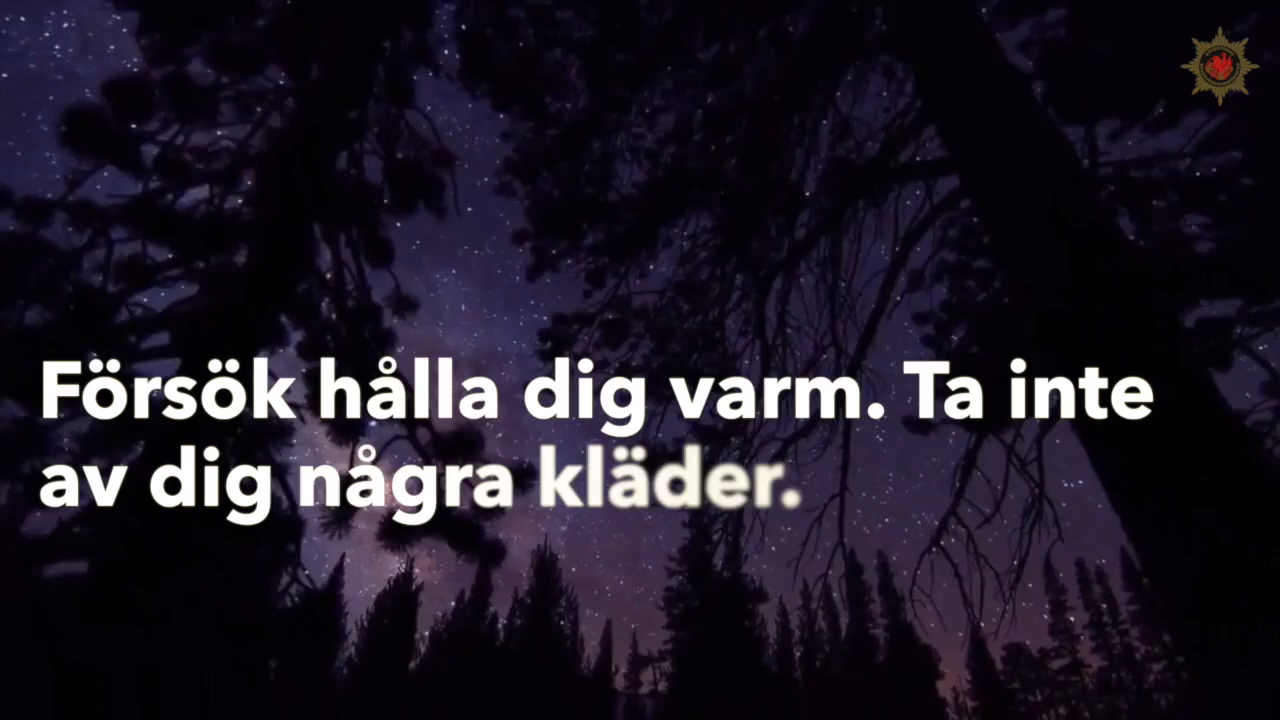 Försök hålla dig varm. Ta inte
av dig några kläder.